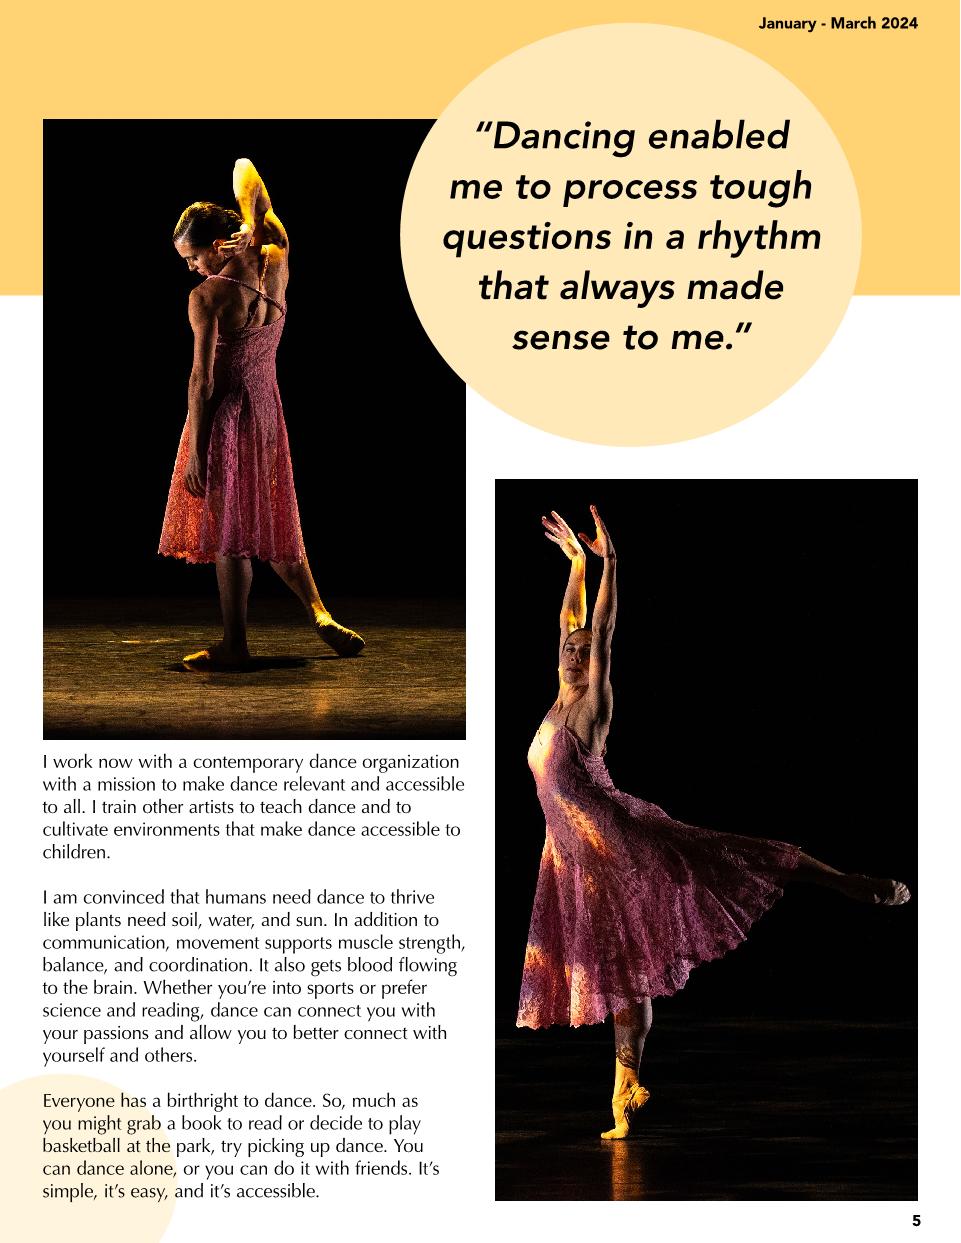 January - March 2024
“Dancing enabled
me to process tough
questions in a rhythm
that always made
sense to me.”
I work now with a contemporary dance organization
with a mission to make dance relevant and accessible
to all. I train other artists to teach dance and to
cultivate environments that make dance accessible to
children.
I am convinced that humans need dance to thrive
like plants need soil, water, and sun. In addition to
communication, movement supports muscle strength,
balance, and coordination. It also gets blood flowing
to the brain. Whether you’re into sports or prefer
science and reading, dance can connect you with
your passions and allow you to better connect with
yourself and others.
Everyone has a birthright to dance. So, much as
you might grab a book to read or decide to play
basketball at the park, try picking up dance. You
can dance alone, or you can do it with friends. It’s
simple, it’s easy, and it’s accessible.
5